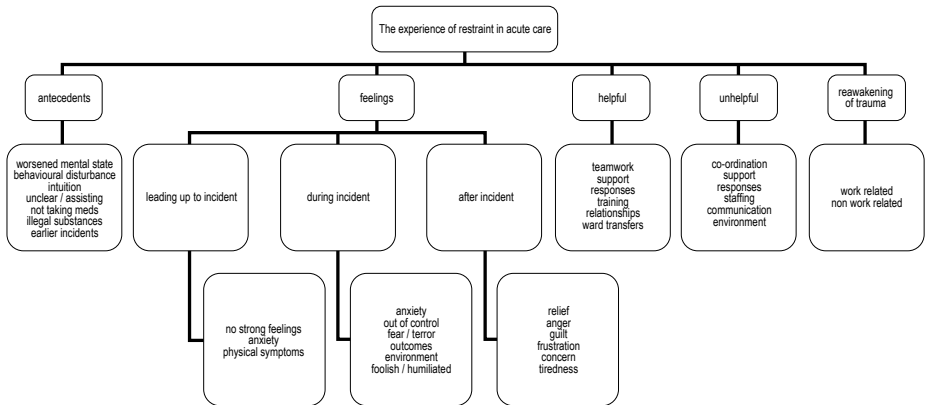 The experience of restraint in acute care
antecedents
feelings
helpful
unhelpful
reawakening
of trauma
worsened mental state
behavioural disturbance
intuition
unclear / assisting
not taking meds
illegal substances
earlier incidents
leading up to incident
during incident
after incident
teamwork
support
responses
training
relationships
ward transfers
co-ordination
support
responses
staffing
communication
environment
work related
non work related
no strong feelings
anxiety
physical symptoms
anxiety
out of control
fear / terror
outcomes
environment
foolish / humiliated
relief
anger
guilt
frustration
concern
tiredness